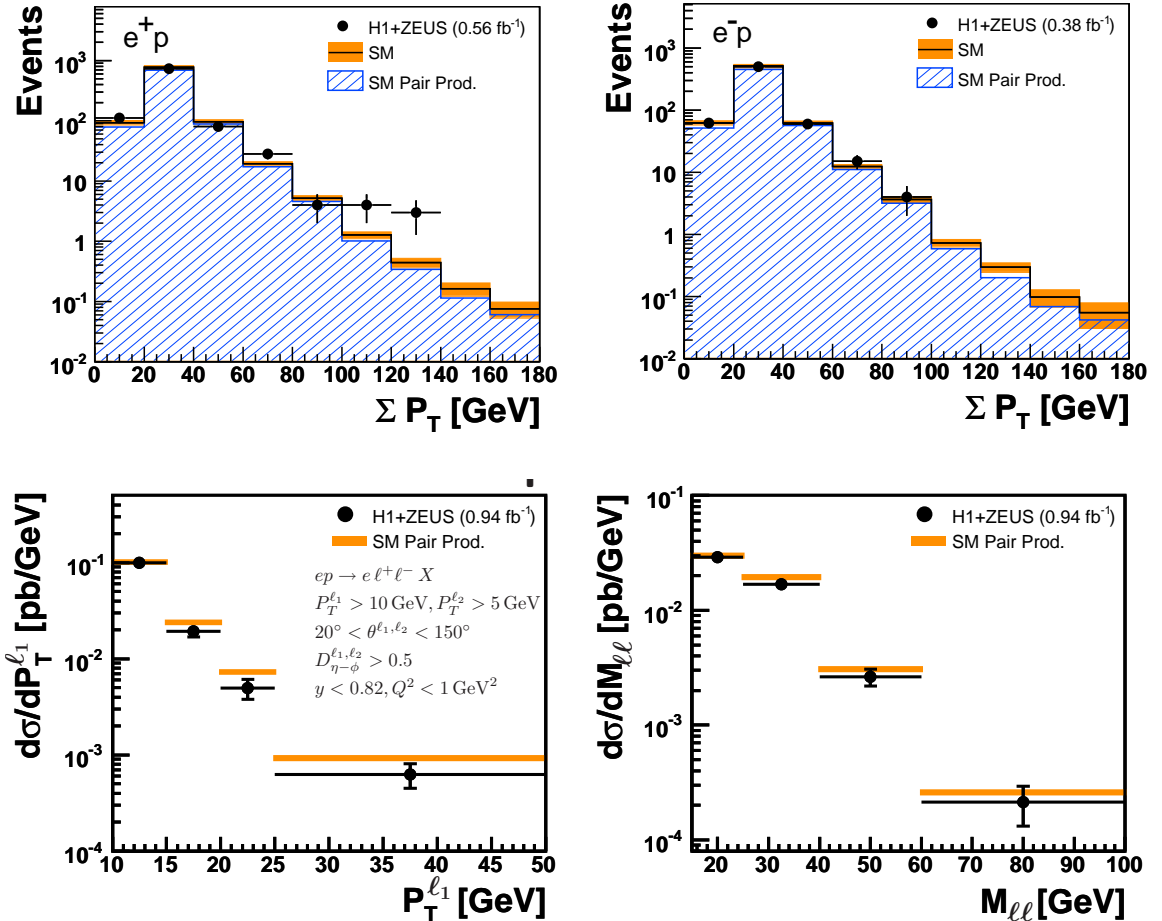 Events
e⁺p
H1+ZEUS (0.56 fb⁻¹)
SM
SM Pair Prod.
10³
10²
10
1
10⁻¹
10⁻²
0 20 40 60 80 100 120 140 160 180
Σ P_T [GeV]
Events
e⁻p
H1+ZEUS (0.38 fb⁻¹)
SM
SM Pair Prod.
10³
10²
10
1
10⁻¹
10⁻²
0 20 40 60 80 100 120 140 160 180
Σ P_T [GeV]
dσ/dP_T^ℓ₁ [pb/GeV]
H1+ZEUS (0.94 fb⁻¹)
SM Pair Prod.
ep → e ℓ⁺ℓ⁻ X
P_T^ℓ₁ > 10 GeV, P_T^ℓ₂ > 5 GeV
20° < θ^ℓ₁,ℓ₂ < 150°
D_η−ϕ^ℓ₁,ℓ₂ > 0.5
y < 0.82, Q² < 1 GeV²
10⁻¹
10⁻²
10⁻³
10⁻⁴
10 15 20 25 30 35 40 45 50
P_T^ℓ₁ [GeV]
dσ/dM_ℓℓ [pb/GeV]
H1+ZEUS (0.94 fb⁻¹)
SM Pair Prod.
10⁻¹
10⁻²
10⁻³
10⁻⁴
20 30 40 50 60 70 80 90 100
M_ℓℓ [GeV]